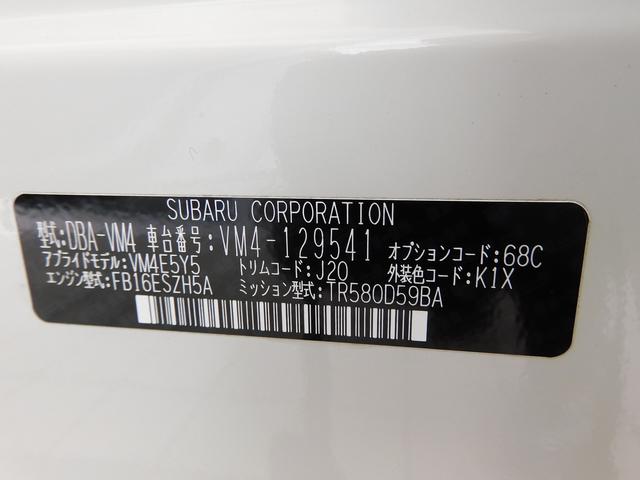 SUBARU CORPORATION
型式:DBA-VM4 車台番号:VM4-129541 オプションコード:68C
アプライドモデル:VM4E5Y5 トリムコード:J20 外装色コード:K1X
エンジン型式:FB16ESZH5A ミッション型式:TR580D59BA